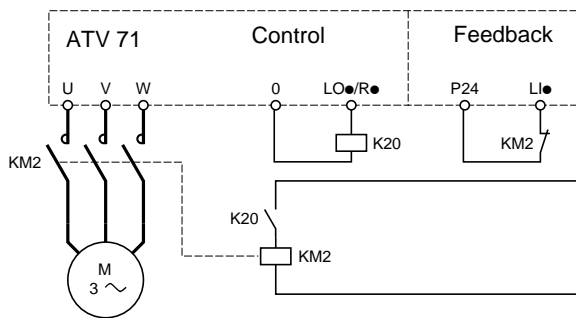 ATV 71 Control Feedback
U V W 0 LO●/R● P24 LI●
KM2 K20 KM2
K20
KM2
M
3 ~